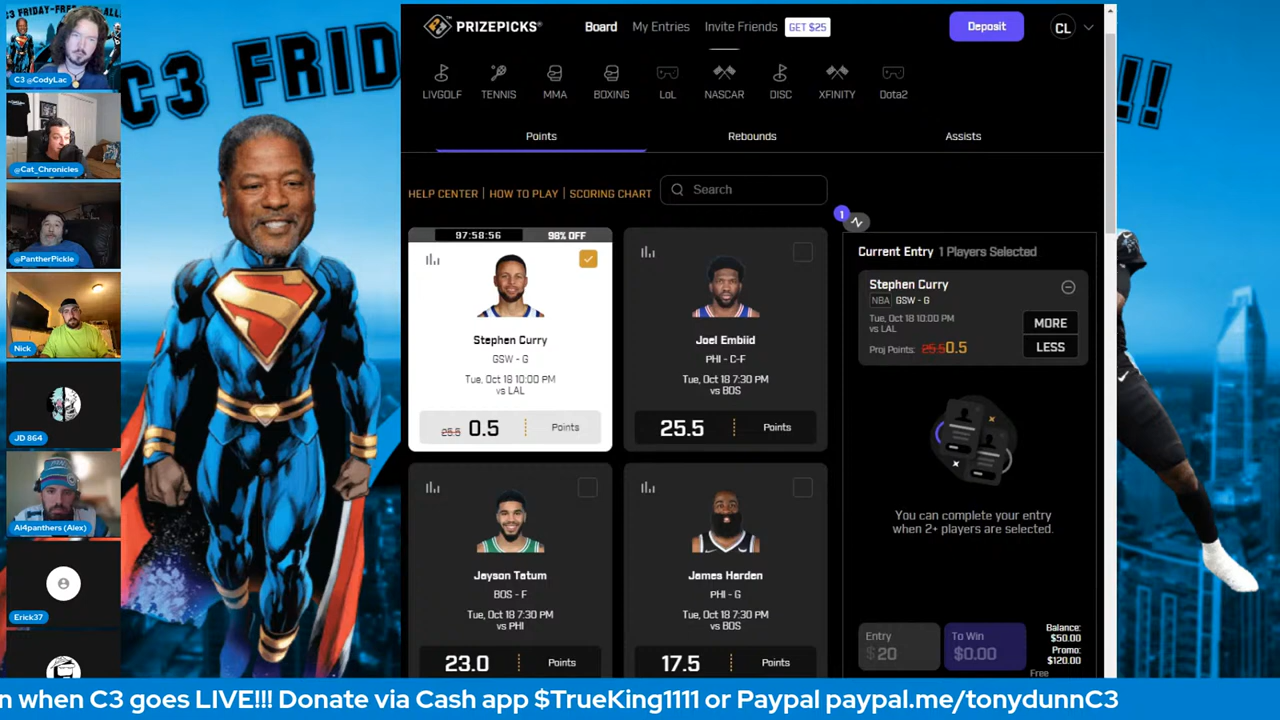 C3 FRIDAY-FREE-
-ALL!
C3 @CodyLac
@Cat_Chronicles
@PantherPickle
Nick
JD 864
Al4panthers (Alex)
Erick37
C3 FRID
!!
PRIZEPICKS
Board
My Entries
Invite Friends
GET $25
Deposit
CL
LIVGOLF
TENNIS
MMA
BOXING
LoL
NASCAR
DISC
XFINITY
Dota2
Points
Rebounds
Assists
HELP CENTER | HOW TO PLAY | SCORING CHART
Search
97:58:56
98% OFF
Stephen Curry
GSW - G
Tue, Oct 18 10:00 PM
vs LAL
25.5 0.5 Points
Joel Embiid
PHI - C-F
Tue, Oct 18 7:30 PM
vs BOS
25.5 Points
Jayson Tatum
BOS - F
Tue, Oct 18 7:30 PM
vs PHI
23.0 Points
James Harden
PHI - G
Tue, Oct 18 7:30 PM
vs BOS
17.5 Points
1
Current Entry 1 Players Selected
Stephen Curry
NBA GSW - G
Tue, Oct 18 10:00 PM
vs LAL
Proj Points: 25.5 0.5
MORE
LESS
You can complete your entry
when 2+ players are selected.
Entry
$20
To Win
$0.00
Balance:
$50.00
Promo:
$120.00
Free
n when C3 goes LIVE!!! Donate via Cash app $TrueKing1111 or Paypal paypal.me/tonydunnC3